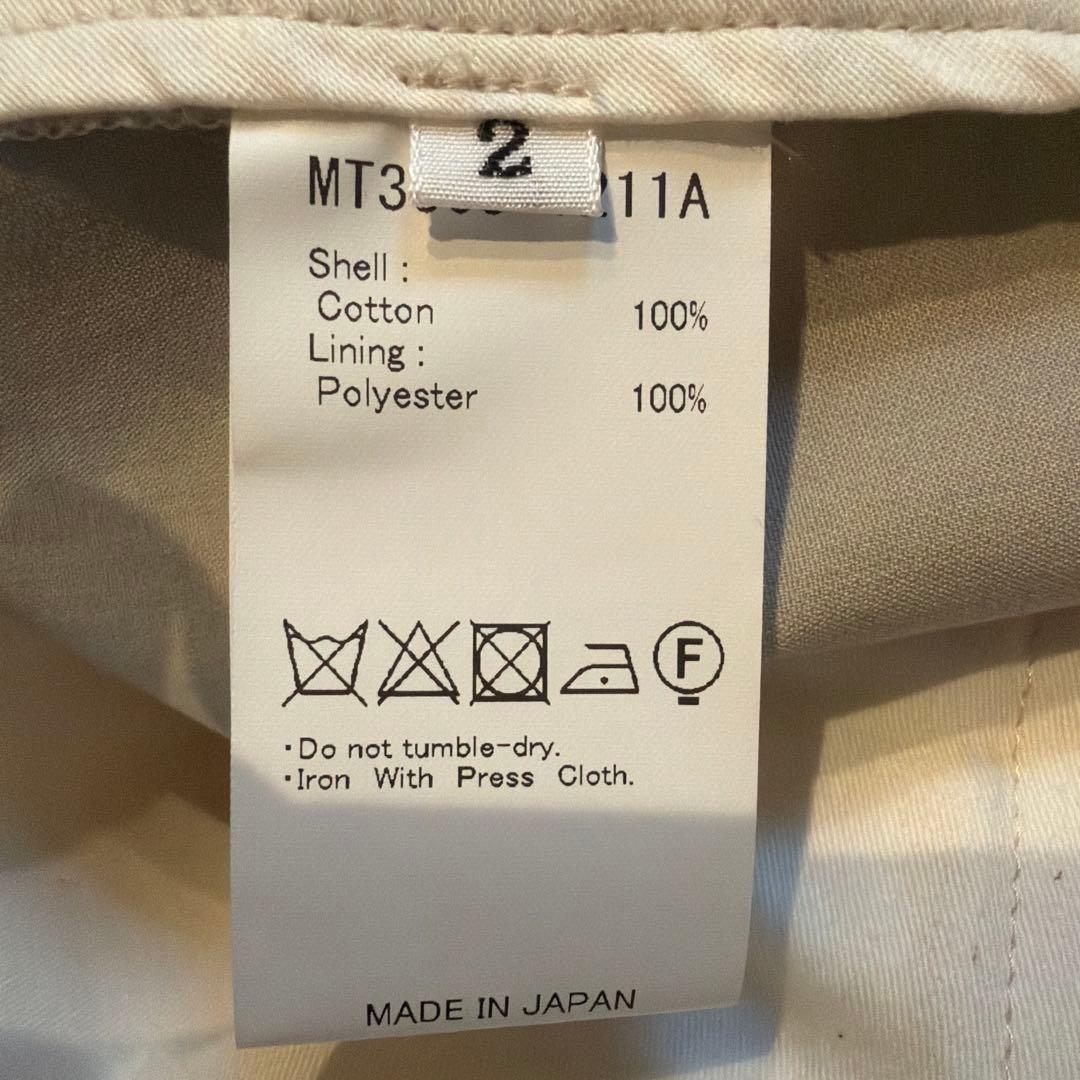 2
MT3 11A
Shell :
Cotton 100%
Lining :
Polyester 100%
F
・Do not tumble-dry.
・Iron With Press Cloth.
MADE IN JAPAN